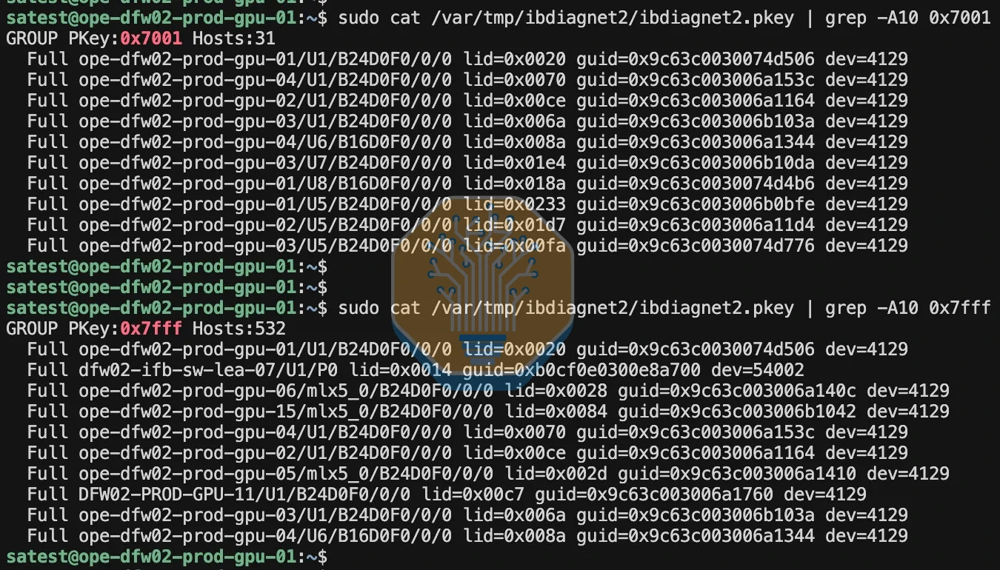 satest@ope-dfw02-prod-gpu-01:~$ sudo cat /var/tmp/ibdiagnet2/ibdiagnet2.pkey | grep -A10 0x7001
GROUP PKey:0x7001 Hosts:31
Full ope-dfw02-prod-gpu-01/U1/B24D0F0/0/0 lid=0x0020 guid=0x9c63c0030074d506 dev=4129
Full ope-dfw02-prod-gpu-04/U1/B24D0F0/0/0 lid=0x0070 guid=0x9c63c003006a153c dev=4129
Full ope-dfw02-prod-gpu-02/U1/B24D0F0/0/0 lid=0x00ce guid=0x9c63c003006a1164 dev=4129
Full ope-dfw02-prod-gpu-03/U1/B24D0F0/0/0 lid=0x006a guid=0x9c63c003006b103a dev=4129
Full ope-dfw02-prod-gpu-04/U6/B16D0F0/0/0 lid=0x008a guid=0x9c63c003006a1344 dev=4129
Full ope-dfw02-prod-gpu-03/U7/B24D0F0/0/0 lid=0x01e4 guid=0x9c63c003006b10da dev=4129
Full ope-dfw02-prod-gpu-01/U8/B16D0F0/0/0 lid=0x018a guid=0x9c63c0030074d4b6 dev=4129
Full ope-dfw02-prod-gpu-01/U5/B24D0F0/0/0 lid=0x0233 guid=0x9c63c003006b0bfe dev=4129
Full ope-dfw02-prod-gpu-02/U5/B24D0F0/0/0 lid=0x01d7 guid=0x9c63c003006a11d4 dev=4129
Full ope-dfw02-prod-gpu-03/U5/B24D0F0/0/0 lid=0x00fa guid=0x9c63c0030074d776 dev=4129
satest@ope-dfw02-prod-gpu-01:~$
satest@ope-dfw02-prod-gpu-01:~$
satest@ope-dfw02-prod-gpu-01:~$ sudo cat /var/tmp/ibdiagnet2/ibdiagnet2.pkey | grep -A10 0x7fff
GROUP PKey:0x7fff Hosts:532
Full ope-dfw02-prod-gpu-01/U1/B24D0F0/0/0 lid=0x0020 guid=0x9c63c0030074d506 dev=4129
Full dfw02-ifb-sw-lea-07/U1/P0 lid=0x0014 guid=0xb0cf0e0300e8a700 dev=54002
Full ope-dfw02-prod-gpu-06/mlx5_0/B24D0F0/0/0 lid=0x0028 guid=0x9c63c003006a140c dev=4129
Full ope-dfw02-prod-gpu-15/mlx5_0/B24D0F0/0/0 lid=0x0084 guid=0x9c63c003006b1042 dev=4129
Full ope-dfw02-prod-gpu-04/U1/B24D0F0/0/0 lid=0x0070 guid=0x9c63c003006a153c dev=4129
Full ope-dfw02-prod-gpu-02/U1/B24D0F0/0/0 lid=0x00ce guid=0x9c63c003006a1164 dev=4129
Full ope-dfw02-prod-gpu-05/mlx5_0/B24D0F0/0/0 lid=0x002d guid=0x9c63c003006a1410 dev=4129
Full DFW02-PROD-GPU-11/U1/B24D0F0/0/0 lid=0x00c7 guid=0x9c63c003006a1760 dev=4129
Full ope-dfw02-prod-gpu-03/U1/B24D0F0/0/0 lid=0x006a guid=0x9c63c003006b103a dev=4129
Full ope-dfw02-prod-gpu-04/U6/B16D0F0/0/0 lid=0x008a guid=0x9c63c003006a1344 dev=4129
satest@ope-dfw02-prod-gpu-01:~$